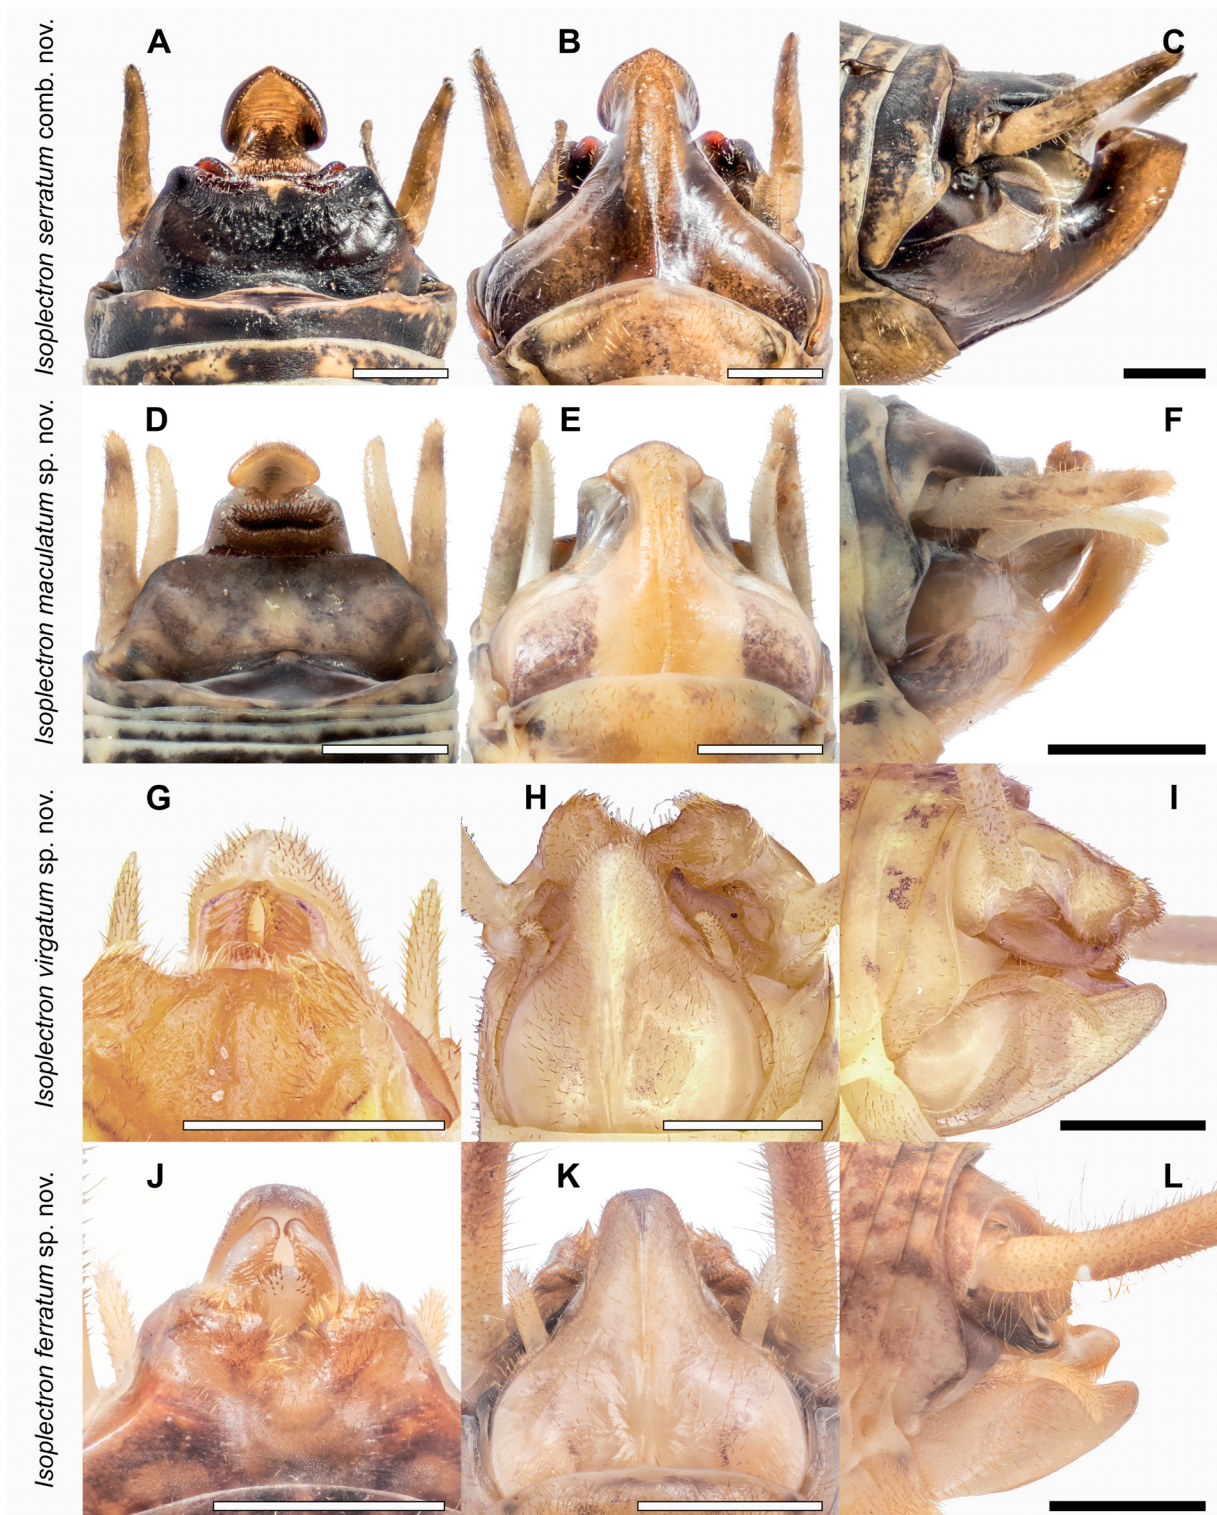 Isoplectron serratum comb. nov.
A
B
C
Isoplectron maculatum sp. nov.
D
E
F
Isoplectron virgatum sp. nov.
G
H
I
Isoplectron ferratum sp. nov.
J
K
L